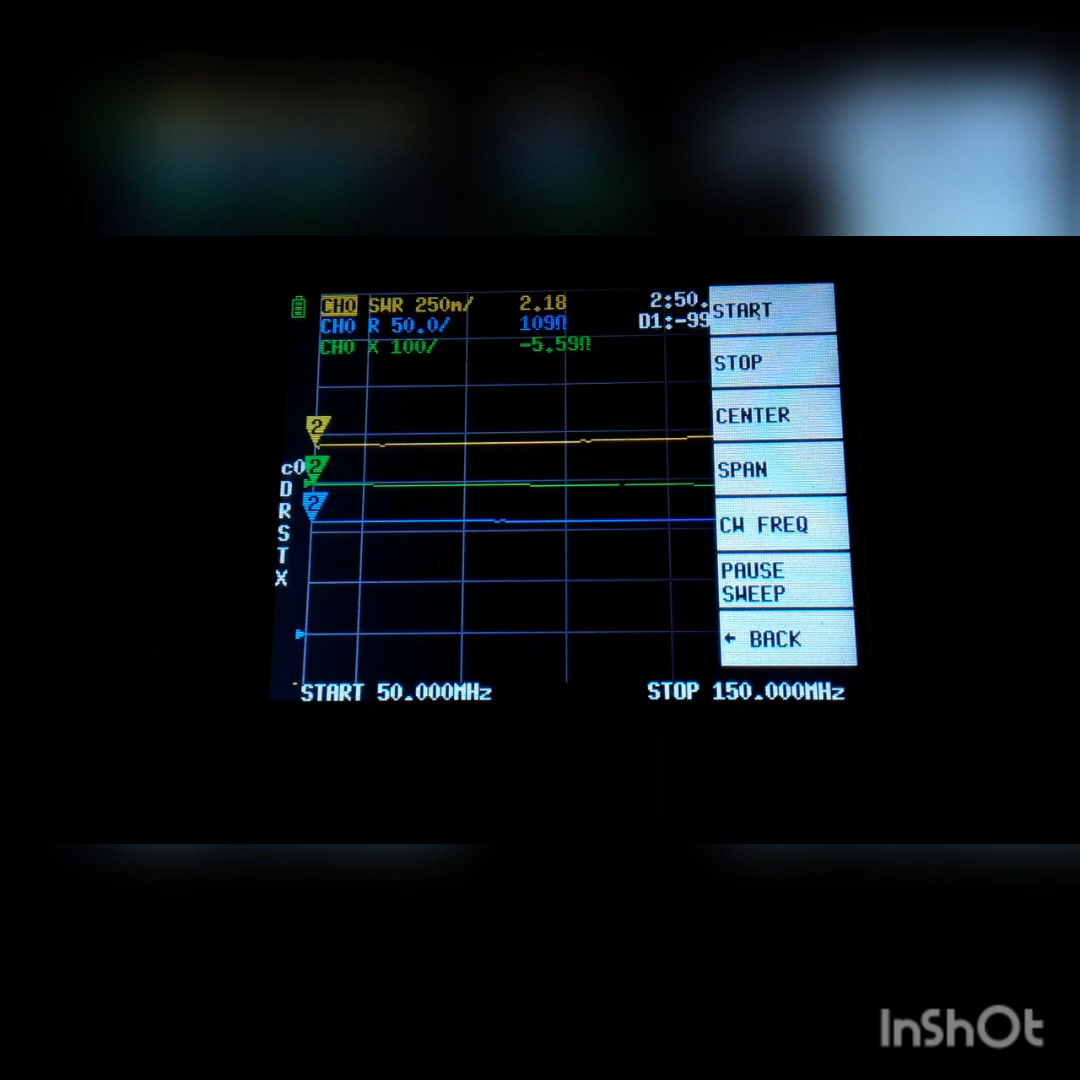 CH0 SWR 250m/ 2.18 2:50.
CH0 R 50.0/ 109Ω D1:-99
CH0 X 100/ -5.59Ω
START
STOP
CENTER
SPAN
CW FREQ
PAUSE
SWEEP
← BACK
2
2
2
c0
D
R
S
T
X
START 50.000MHz STOP 150.000MHz
InShOt